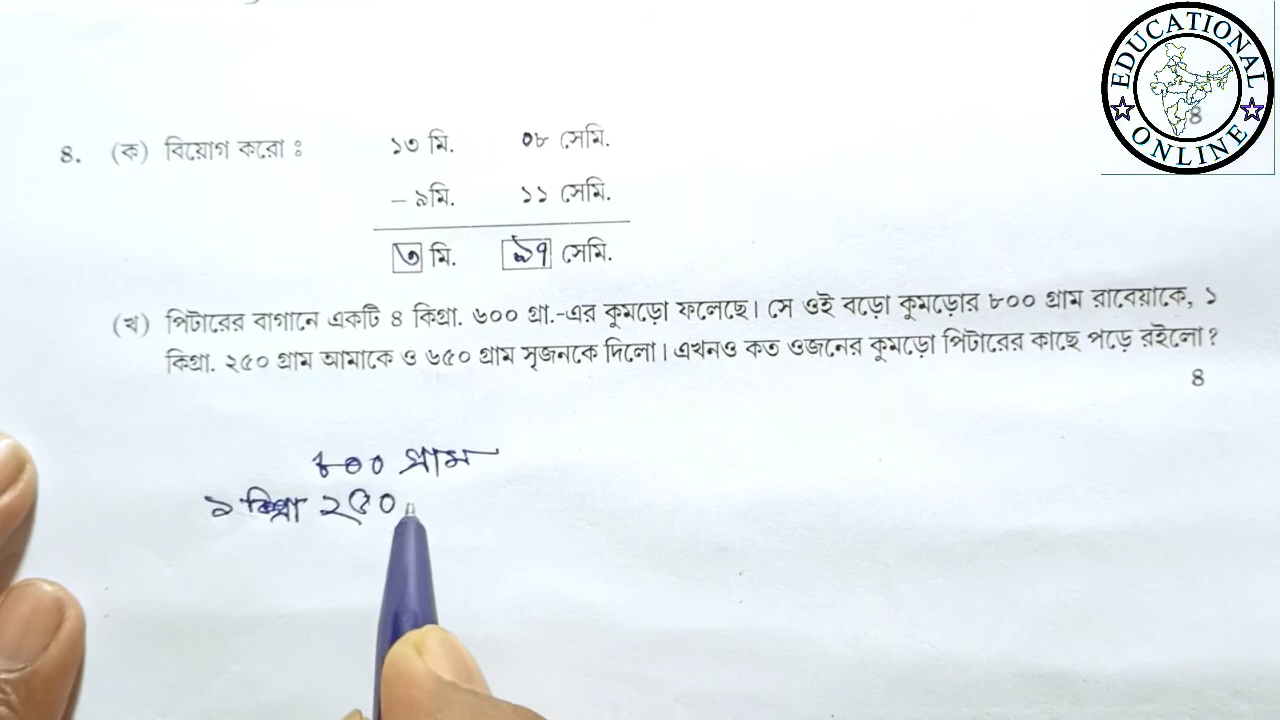 EDUCATIONAL ONLINE
8
৪. (ক) বিয়োগ করো ঃ ১৩ মি. ০৮ সেমি.
– ৯মি. ১১ সেমি.
৩ মি. ৯৭ সেমি.
(খ) পিটারের বাগানে একটি ৪ কিগ্রা. ৬০০ গ্রা.-এর কুমড়ো ফলেছে। সে ওই বড়ো কুমড়োর ৮০০ গ্রাম রাবেয়াকে, ১
কিগ্রা. ২৫০ গ্রাম আমাকে ও ৬৫০ গ্রাম সৃজনকে দিলো। এখনও কত ওজনের কুমড়ো পিটারের কাছে পড়ে রইলো?
৪
৮০০ গ্রাম
১ কিগ্রা ২৫০